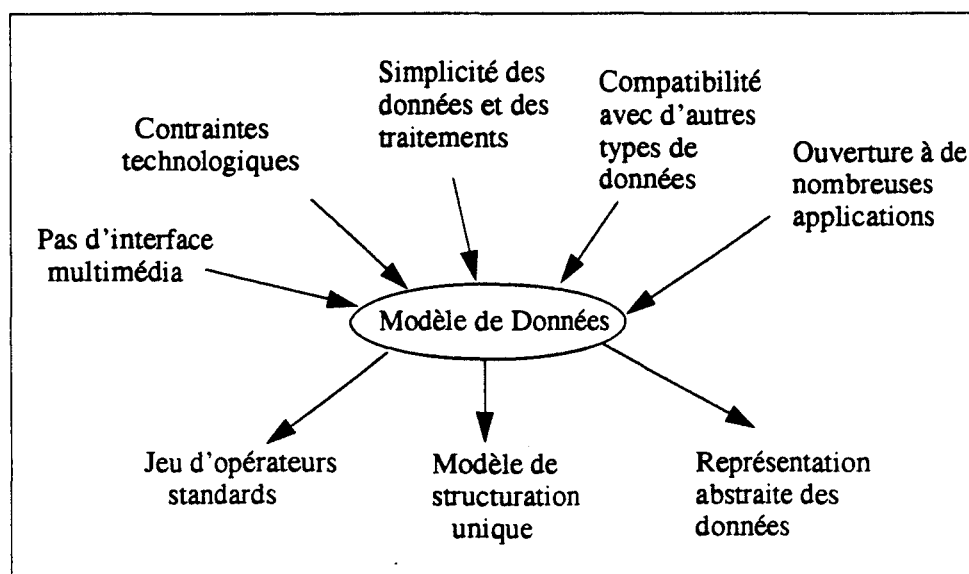 Simplicité des
données et des
traitements
Compatibilité
avec d'autres
types de
données
Contraintes
technologiques
Ouverture à de
nombreuses
applications
Pas d'interface
multimédia
Modèle de Données
Jeu d'opérateurs
standards
Modèle de
structuration
unique
Représentation
abstraite des
données